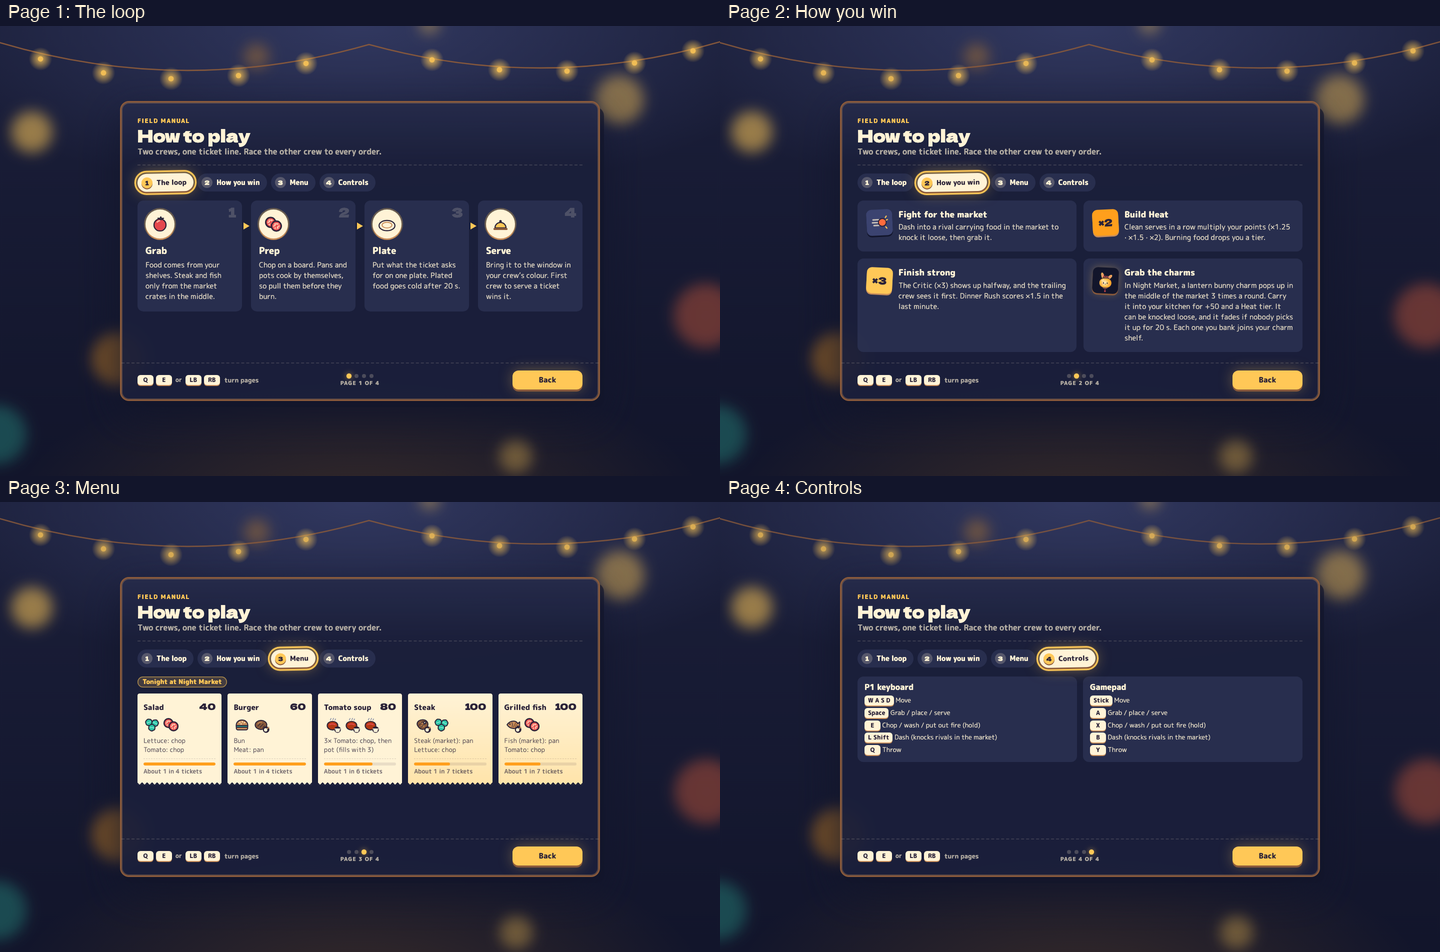 Page 1: The loop
FIELD MANUAL
How to play
Two crews, one ticket line. Race the other crew to every order.
1 The loop
2 How you win
3 Menu
4 Controls
1
Grab
Food comes from your
shelves. Steak and fish
only from the market
crates in the middle.
2
Prep
Chop on a board. Pans and
pots cook by themselves,
so pull them before they
burn.
3
Plate
Put what the ticket asks
for on one plate. Plated
food goes cold after 20 s.
4
Serve
Bring it to the window in
your crew's colour. First
crew to serve a ticket
wins it.
Q E or LB RB turn pages
PAGE 1 OF 4
Back
Page 2: How you win
FIELD MANUAL
How to play
Two crews, one ticket line. Race the other crew to every order.
1 The loop
2 How you win
3 Menu
4 Controls
Fight for the market
Dash into a rival carrying food in the market to
knock it loose, then grab it.
×2
Build Heat
Clean serves in a row multiply your points (×1.25
· ×1.5 · ×2). Burning food drops you a tier.
×3
Finish strong
The Critic (×3) shows up halfway, and the trailing
crew sees it first. Dinner Rush scores ×1.5 in the
last minute.
Grab the charms
In Night Market, a lantern bunny charm pops up in
the middle of the market 3 times a round. Carry
it into your kitchen for +50 and a Heat tier. It
can be knocked loose, and it fades if nobody picks
it up for 20 s. Each one you bank joins your charm
shelf.
Q E or LB RB turn pages
PAGE 2 OF 4
Back
Page 3: Menu
FIELD MANUAL
How to play
Two crews, one ticket line. Race the other crew to every order.
1 The loop
2 How you win
3 Menu
4 Controls
Tonight at Night Market
Salad 40
Lettuce: chop
Tomato: chop
About 1 in 4 tickets
Burger 60
Bun
Meat: pan
About 1 in 4 tickets
Tomato soup 80
3× Tomato: chop, then
pot (fills with 3)
About 1 in 6 tickets
Steak 100
Steak (market): pan
Lettuce: chop
About 1 in 7 tickets
Grilled fish 100
Fish (market): pan
Tomato: chop
About 1 in 7 tickets
Q E or LB RB turn pages
PAGE 3 OF 4
Back
Page 4: Controls
FIELD MANUAL
How to play
Two crews, one ticket line. Race the other crew to every order.
1 The loop
2 How you win
3 Menu
4 Controls
P1 keyboard
W A S D Move
Space Grab / place / serve
E Chop / wash / put out fire (hold)
L Shift Dash (knocks rivals in the market)
Q Throw
Gamepad
Stick Move
A Grab / place / serve
X Chop / wash / put out fire (hold)
B Dash (knocks rivals in the market)
Y Throw
Q E or LB RB turn pages
PAGE 4 OF 4
Back